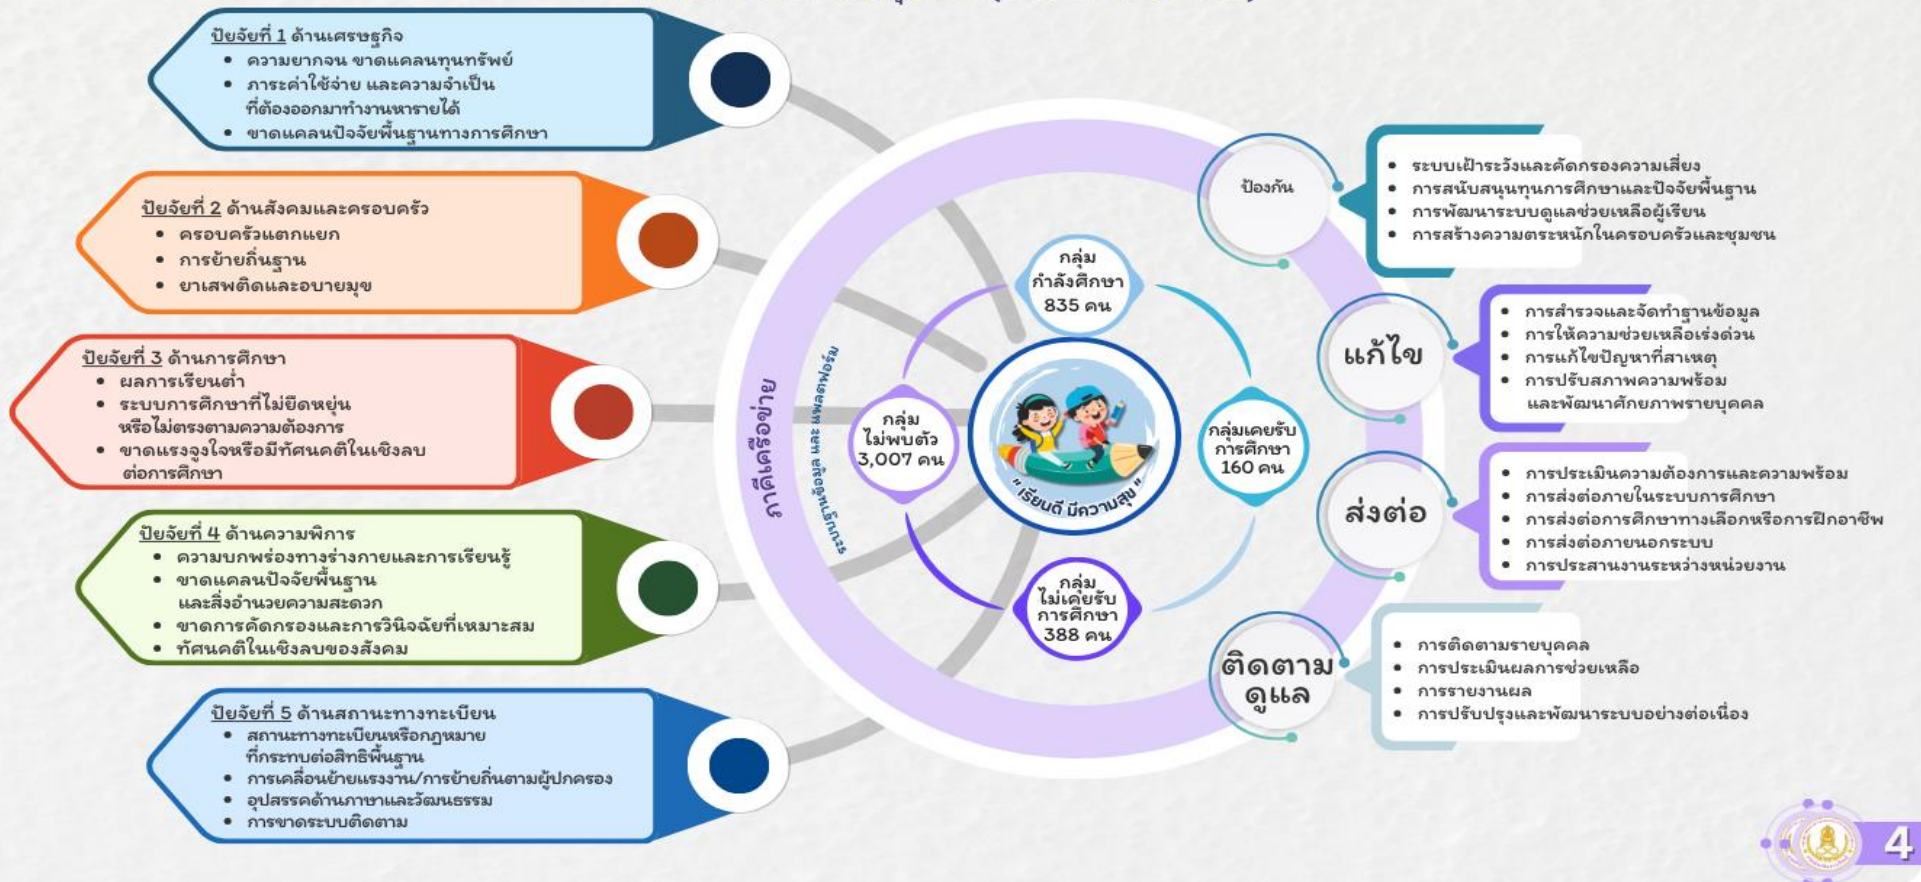 ปัยจัยที่ 1 ด้านเศรษฐกิจ
• ความยากจน ขาดแคลนทุนทรัพย์
• ภาระค่าใช้จ่าย และความจำเป็น
ที่ต้องออกมาทำงานหารายได้
• ขาดแคลนปัจจัยพื้นฐานทางการศึกษา
ปัยจัยที่ 2 ด้านสังคมและครอบครัว
• ครอบครัวแตกแยก
• การย้ายถิ่นฐาน
• ยาเสพติดและอบายมุข
ปัยจัยที่ 3 ด้านการศึกษา
• ผลการเรียนต่ำ
• ระบบการศึกษาที่ไม่ยืดหยุ่น
หรือไม่ตรงตามความต้องการ
• ขาดแรงจูงใจหรือมีทัศนคติในเชิงลบ
ต่อการศึกษา
ปัยจัยที่ 4 ด้านความพิการ
• ความบกพร่องทางร่างกายและการเรียนรู้
• ขาดแคลนปัจจัยพื้นฐาน
และสิ่งอำนวยความสะดวก
• ขาดการคัดกรองและการวินิจฉัยที่เหมาะสม
• ทัศนคติในเชิงลบของสังคม
ปัยจัยที่ 5 ด้านสถานะทางทะเบียน
• สถานะทางทะเบียนหรือกฎหมาย
ที่กระทบต่อสิทธิพื้นฐาน
• การเคลื่อนย้ายแรงงาน/การย้ายถิ่นตามผู้ปกครอง
• อุปสรรคด้านภาษาและวัฒนธรรม
• การขาดระบบติดตาม
ภาคีเครือข่าย
ระบบฐานข้อมูล และ แพลตฟอร์ม
กลุ่ม
กำลังศึกษา
835 คน
กลุ่ม
ไม่พบตัว
3,007 คน
"เรียนดี มีความสุข"
กลุ่มเคยรับ
การศึกษา
160 คน
กลุ่ม
ไม่เคยรับ
การศึกษา
388 คน
ป้องกัน
• ระบบเฝ้าระวังและคัดกรองความเสี่ยง
• การสนับสนุนทุนการศึกษาและปัจจัยพื้นฐาน
• การพัฒนาระบบดูแลช่วยเหลือผู้เรียน
• การสร้างความตระหนักในครอบครัวและชุมชน
แก้ไข
• การสำรวจและจัดทำฐานข้อมูล
• การให้ความช่วยเหลือเร่งด่วน
• การแก้ไขปัญหาที่สาเหตุ
• การปรับสภาพความพร้อม
และพัฒนาศักยภาพรายบุคคล
ส่งต่อ
• การประเมินความต้องการและความพร้อม
• การส่งต่อภายในระบบการศึกษา
• การส่งต่อการศึกษาทางเลือกหรือการฝึกอาชีพ
• การส่งต่อภายนอกระบบ
• การประสานงานระหว่างหน่วยงาน
ติดตาม
ดูแล
• การติดตามรายบุคคล
• การประเมินผลการช่วยเหลือ
• การรายงานผล
• การปรับปรุงและพัฒนาระบบอย่างต่อเนื่อง
4